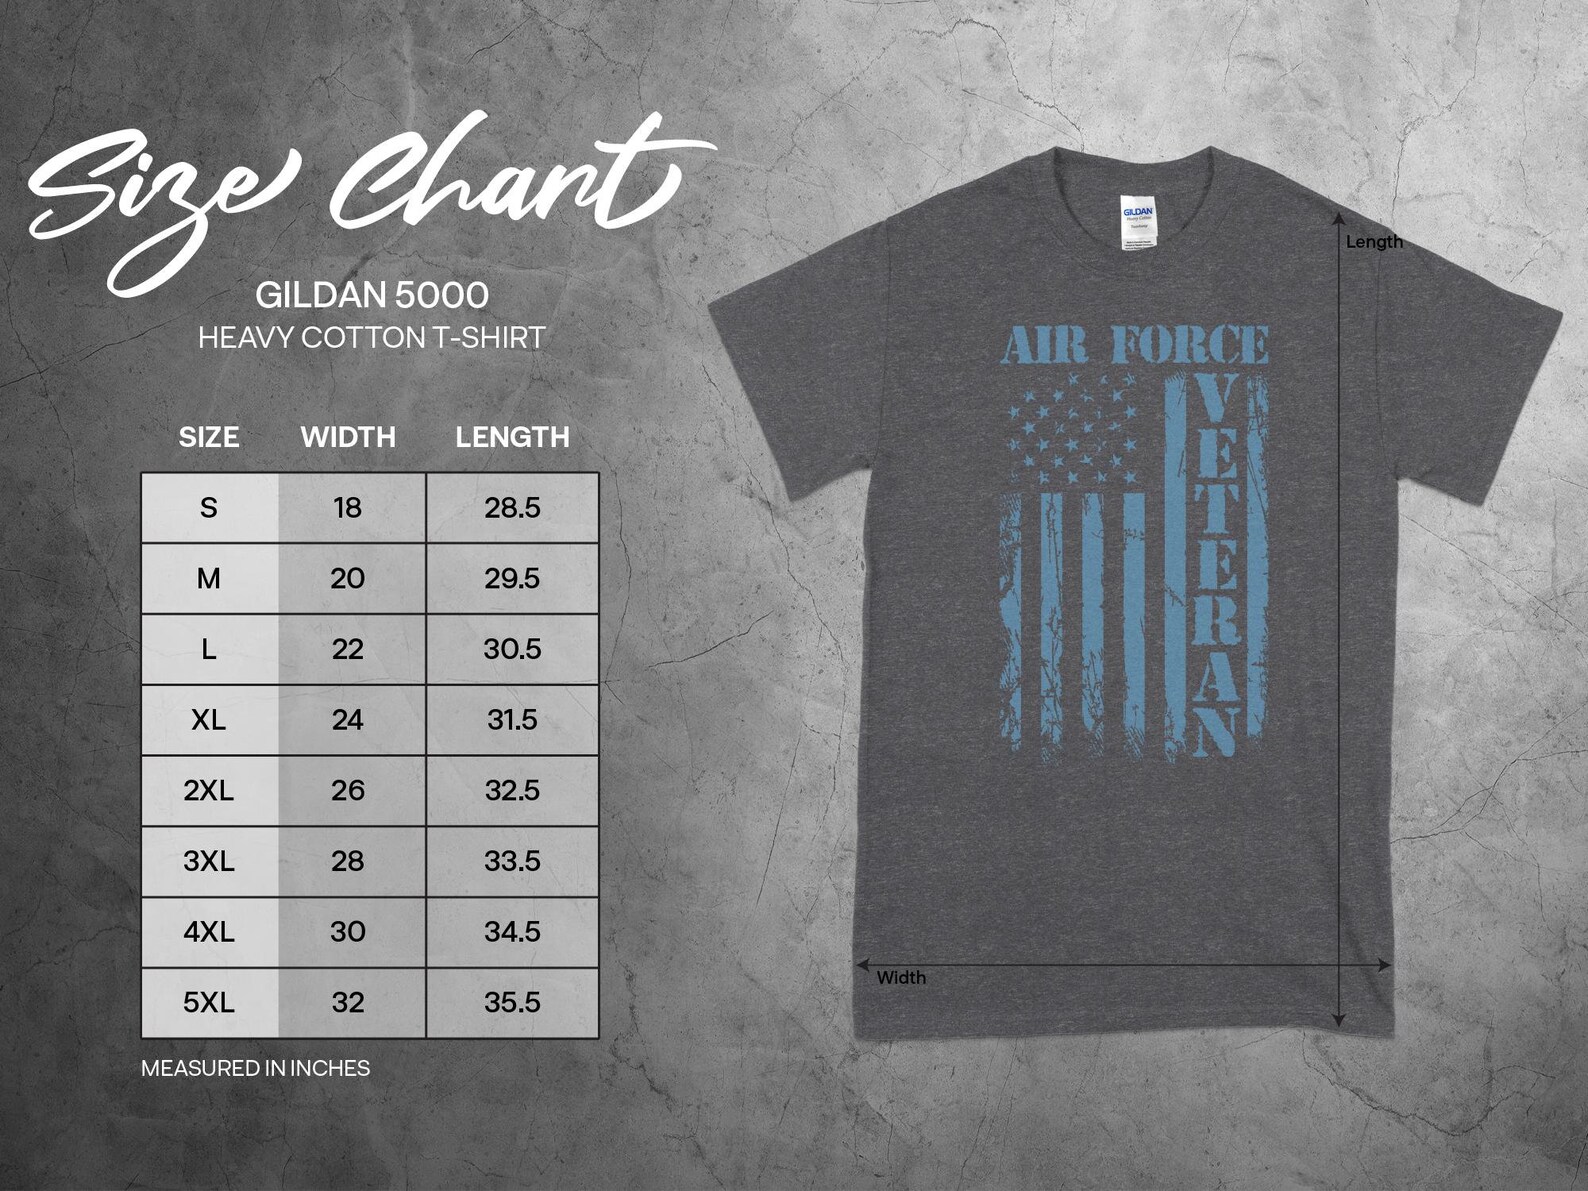 Size Chart
GILDAN 5000
HEAVY COTTON T-SHIRT
SIZE WIDTH LENGTH
S 18 28.5
M 20 29.5
L 22 30.5
XL 24 31.5
2XL 26 32.5
3XL 28 33.5
4XL 30 34.5
5XL 32 35.5
MEASURED IN INCHES
GILDAN
Heavy Cotton
Length
AIR FORCE
VETERAN
Width